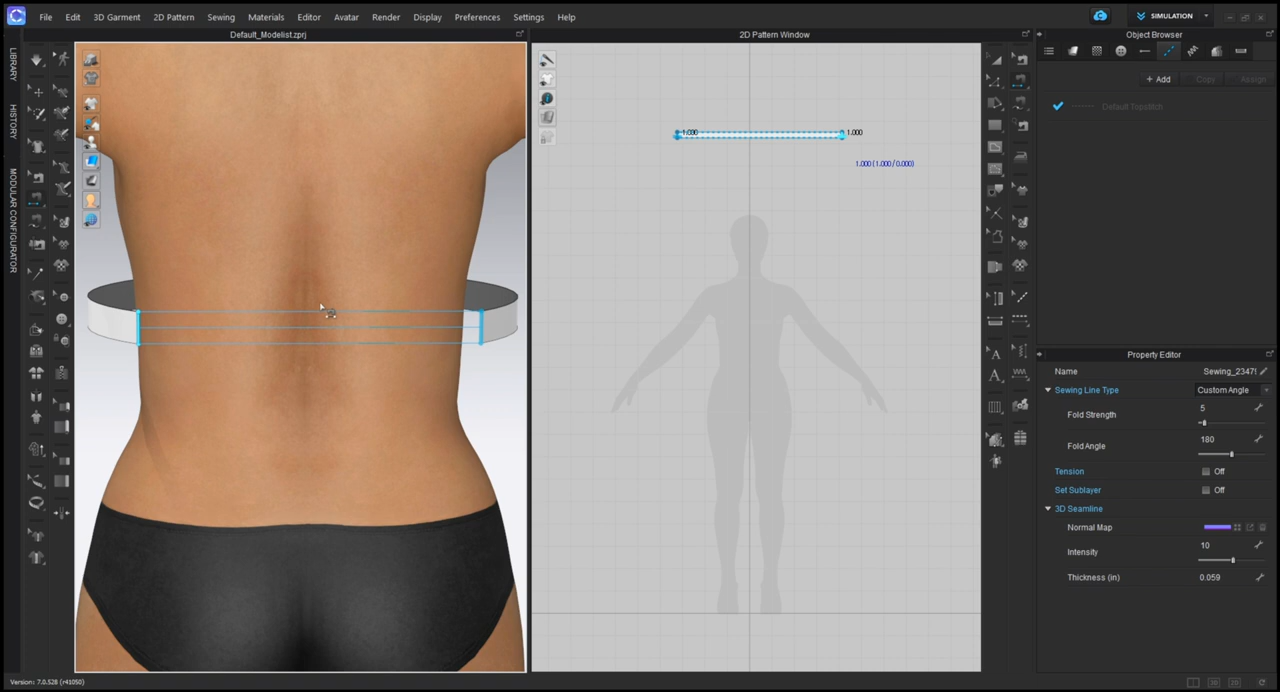 File Edit 3D Garment 2D Pattern Sewing Materials Editor Avatar Render Display Preferences Settings Help
SIMULATION
Default_Modelist.zprj
2D Pattern Window
Object Browser
LIBRARY
HISTORY
MODULAR CONFIGURATOR
+ Add Copy Assign
Default Topstitch
1.000
1.000
1.000 (1.000 / 0.000)
Property Editor
Name Sewing_2347
Sewing Line Type Custom Angle
Fold Strength 5
Fold Angle 180
Tension Off
Set Sublayer Off
3D Seamline
Normal Map
Intensity 10
Thickness (in) 0.059
Version: 7.0.528 (r41050)
3D 2D